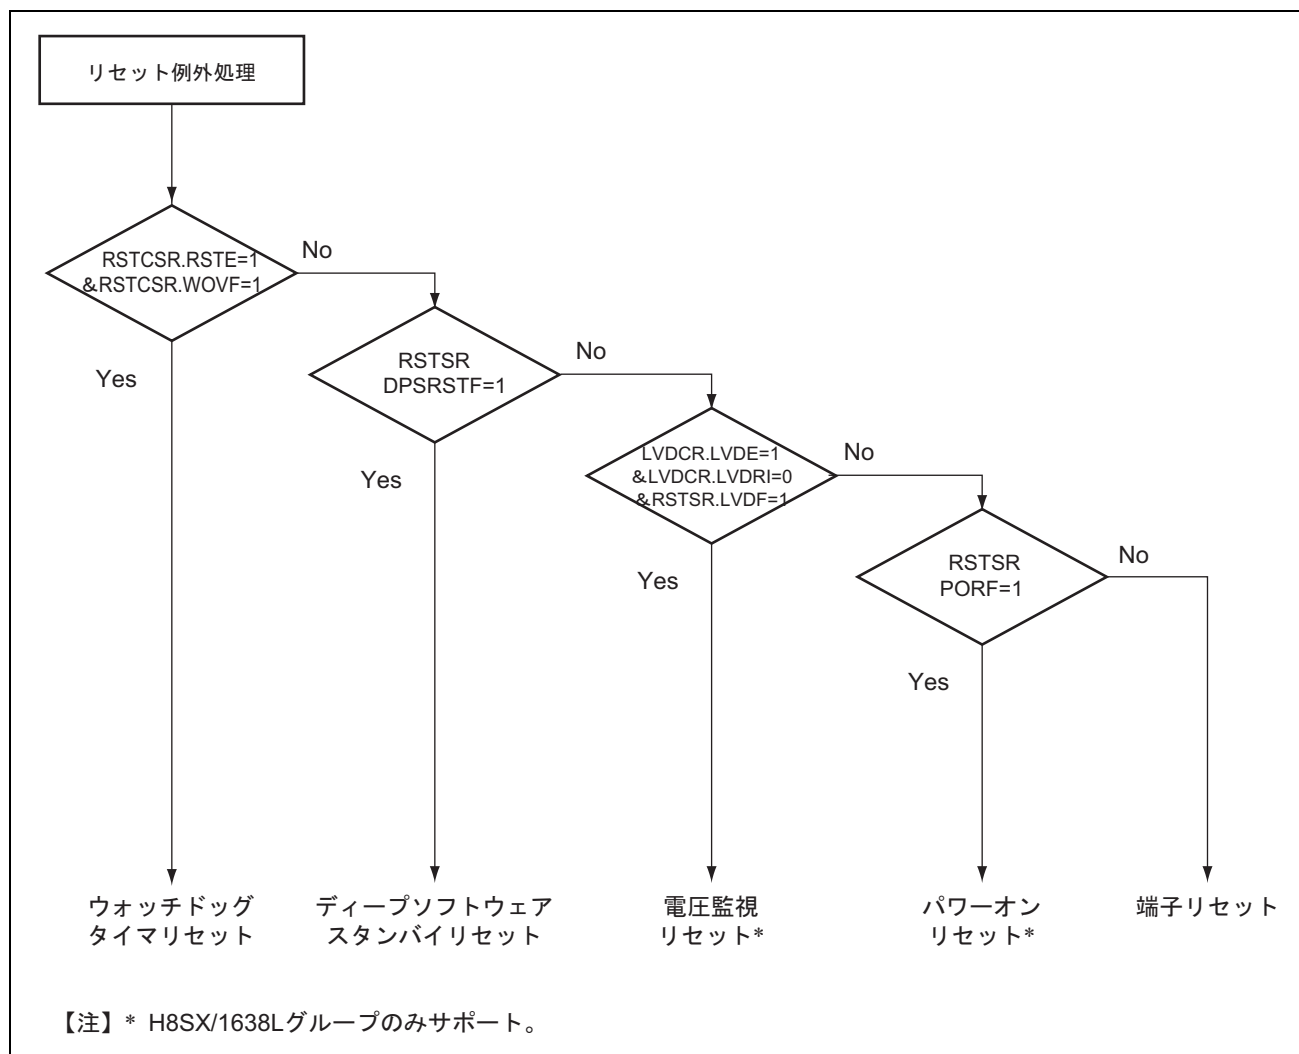 リセット例外処理
RSTCSR.RSTE=1
&RSTCSR.WOVF=1
No
Yes
RSTSR
DPSRSTF=1
No
Yes
LVDCR.LVDE=1
&LVDCR.LVDRI=0
&RSTSR.LVDF=1
No
Yes
RSTSR
PORF=1
No
Yes
ウォッチドッグ
タイマリセット
ディープソフトウェア
スタンバイリセット
電圧監視
リセット*
パワーオン
リセット*
端子リセット
【注】* H8SX/1638Lグループのみサポート。